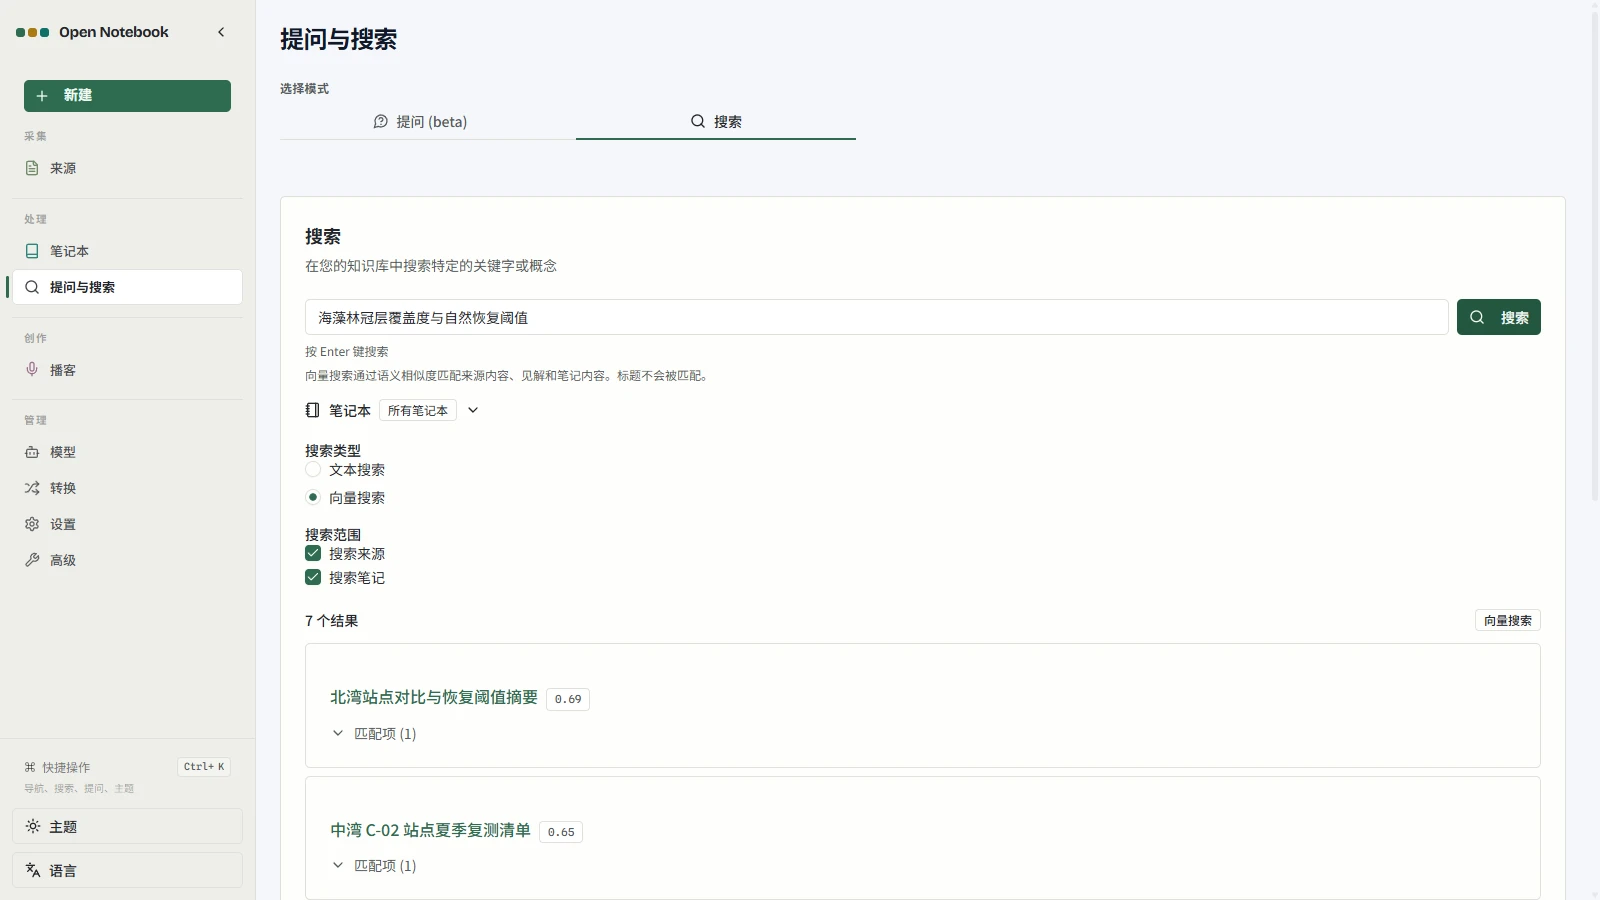 Open Notebook
新建
采集
来源
处理
笔记本
提问与搜索
创作
播客
管理
模型
转换
设置
高级
快捷操作
Ctrl+ K
导航、搜索、提问、主题
主题
语言
提问与搜索
选择模式
提问 (beta)
搜索
搜索
在您的知识库中搜索特定的关键字或概念
海藻林冠层覆盖度与自然恢复阈值
搜索
按 Enter 键搜索
向量搜索通过语义相似度匹配来源内容、见解和笔记内容。标题不会被匹配。
笔记本 所有笔记本
搜索类型
文本搜索
向量搜索
搜索范围
搜索来源
搜索笔记
7 个结果
向量搜索
北湾站点对比与恢复阈值摘要 0.69
匹配项 (1)
中湾 C-02 站点夏季复测清单 0.65
匹配项 (1)